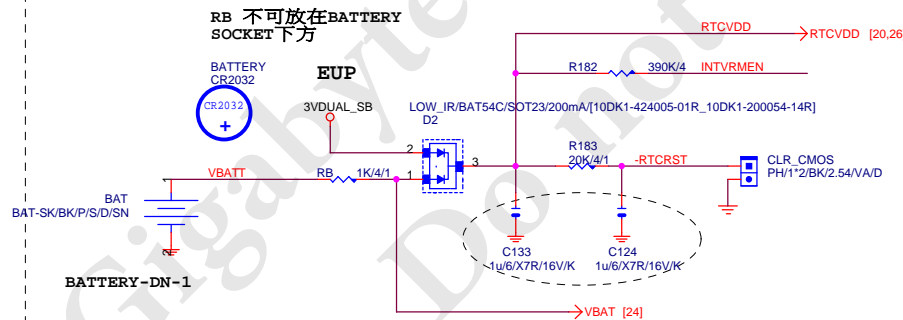 RB 不可放在BATTERY
SOCKET下方
RTCVDD
RTCVDD [20,26
BATTERY
CR2032
CR2032
+
EUP
R182
390K/4
INTVRMEN
3VDUAL_SB
LOW_IR/BAT54C/SOT23/200mA/[10DK1-424005-01R_10DK1-200054-14R]
D2
2
3
1
R183
20K/4/1
-RTCRST
CLR_CMOS
PH/1*2/BK/2.54/VA/D
1
2
VBATT
RB
1K/4/1
BAT
BAT-SK/BK/P/S/D/SN
2
C133
1u/6/X7R/16V/K
C124
1u/6/X7R/16V/K
BATTERY-DN-1
VBAT [24]
Gigabyte
Do not